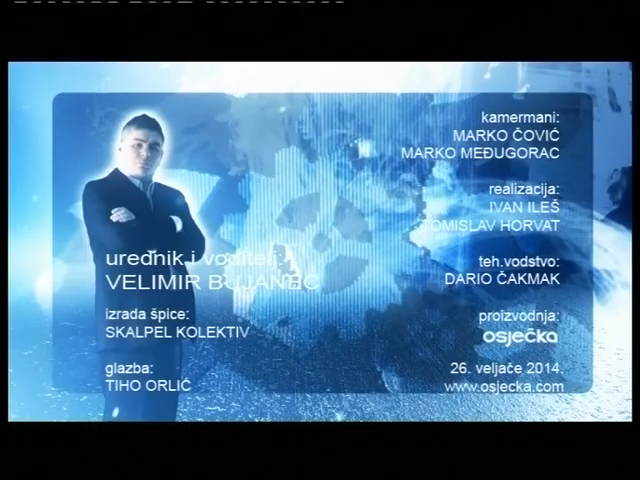 urednik i voditelj:
VELIMIR BUJANEC
izrada špice:
SKALPEL KOLEKTIV
glazba:
TIHO ORLIĆ
kamermani:
MARKO ČOVIĆ
MARKO MEĐUGORAC
realizacija:
IVAN ILEŠ
TOMISLAV HORVAT
teh.vodstvo:
DARIO ČAKMAK
proizvodnja:
osječka
26. veljače 2014.
www.osjecka.com